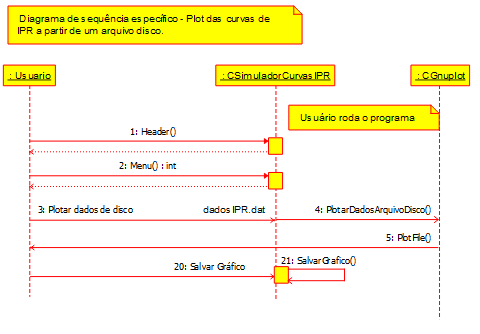 Diagrama de sequência específico - Plot das curvas de
IPR a partir de um arquivo disco.
: Usuario
: CSimuladorCurvasIPR
: CGnuplot
Usuário roda o programa
1: Header()
2: Menu() : int
3: Plotar dados de disco
dados IPR.dat
4: PlotarDadosArquivoDisco()
5: PlotFile()
20: Salvar Gráfico
21: SalvarGrafico()